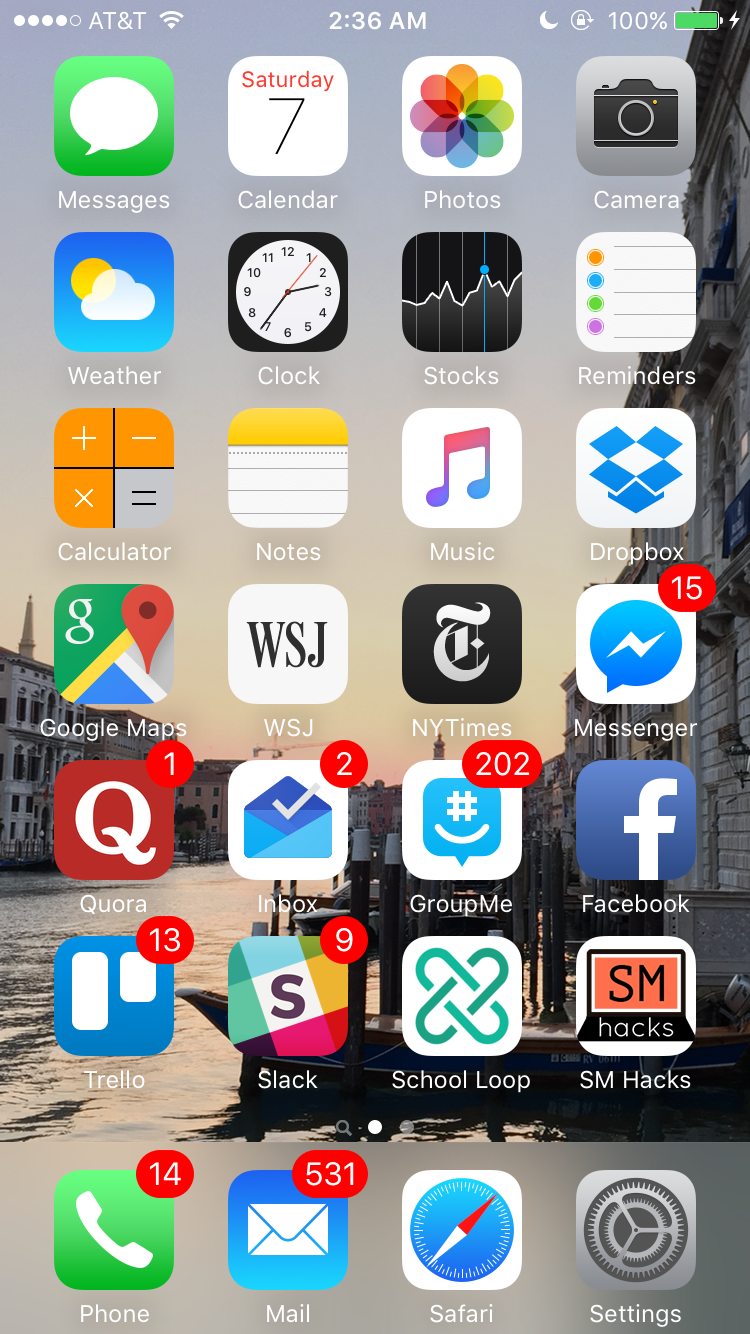 AT&T 2:36 AM 100%
Saturday
7
Messages Calendar Photos Camera
12
11 1
10 2
9 3
8 4
7 5
6
Weather Clock Stocks Reminders
Calculator Notes Music Dropbox
15
g WSJ T
Google Maps WSJ NYTimes Messenger
1 2 202
Q # f
Quora Inbox GroupMe Facebook
13 9
S SM
hacks
Trello Slack School Loop SM Hacks
14 531
Phone Mail Safari Settings